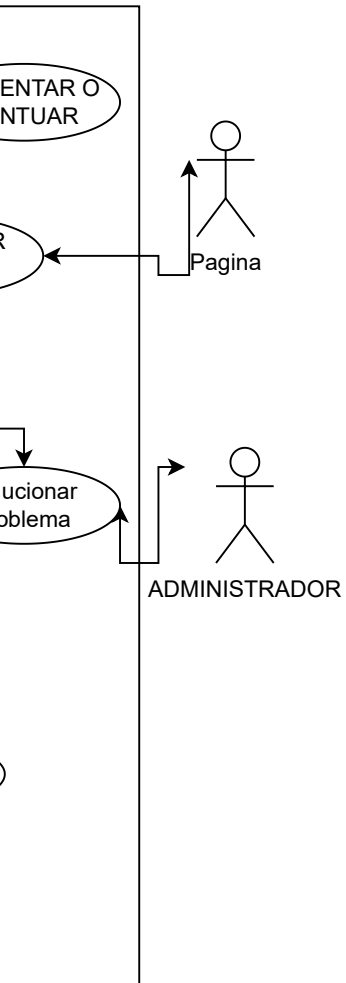 ENTAR O
NTUAR
R
Pagina
ucionar
oblema
ADMINISTRADOR